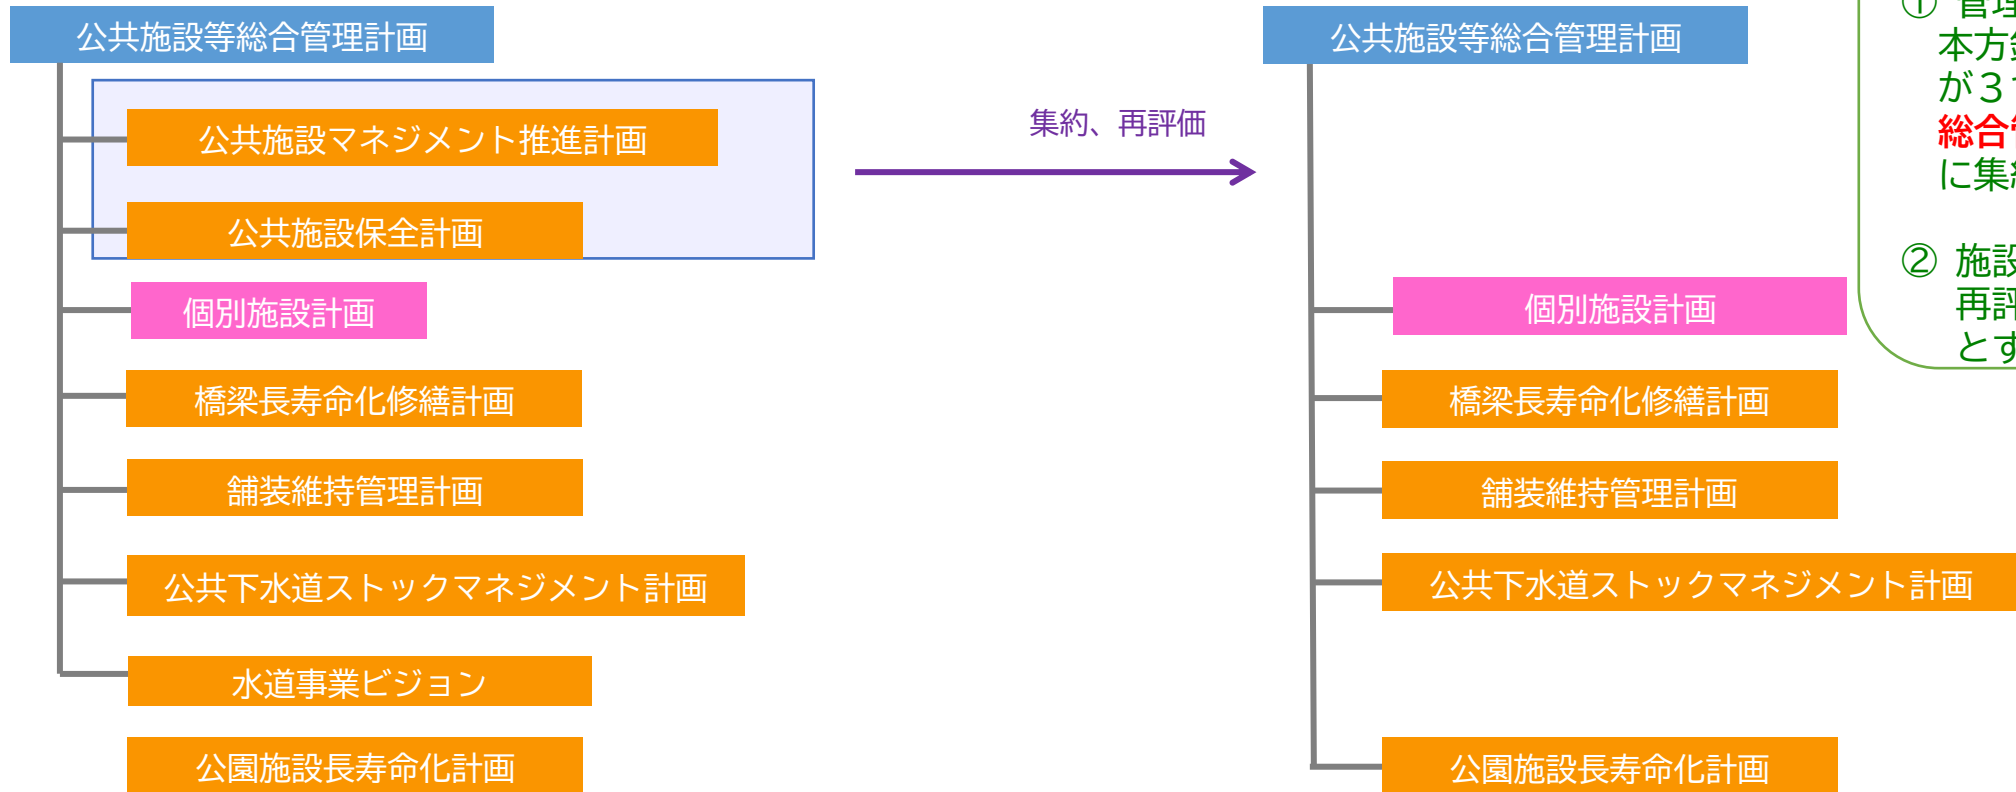 公共施設等総合管理計画
公共施設マネジメント推進計画
公共施設保全計画
個別施設計画
橋梁長寿命化修繕計画
舗装維持管理計画
公共下水道ストックマネジメント計画
水道事業ビジョン
公園施設長寿命化計画
集約、再評価
公共施設等総合管理計画
個別施設計画
橋梁長寿命化修繕計画
舗装維持管理計画
公共下水道ストックマネジメント計画
公園施設長寿命化計画
① 管理
本方
が３
総合
に集
② 施設
再評
とす